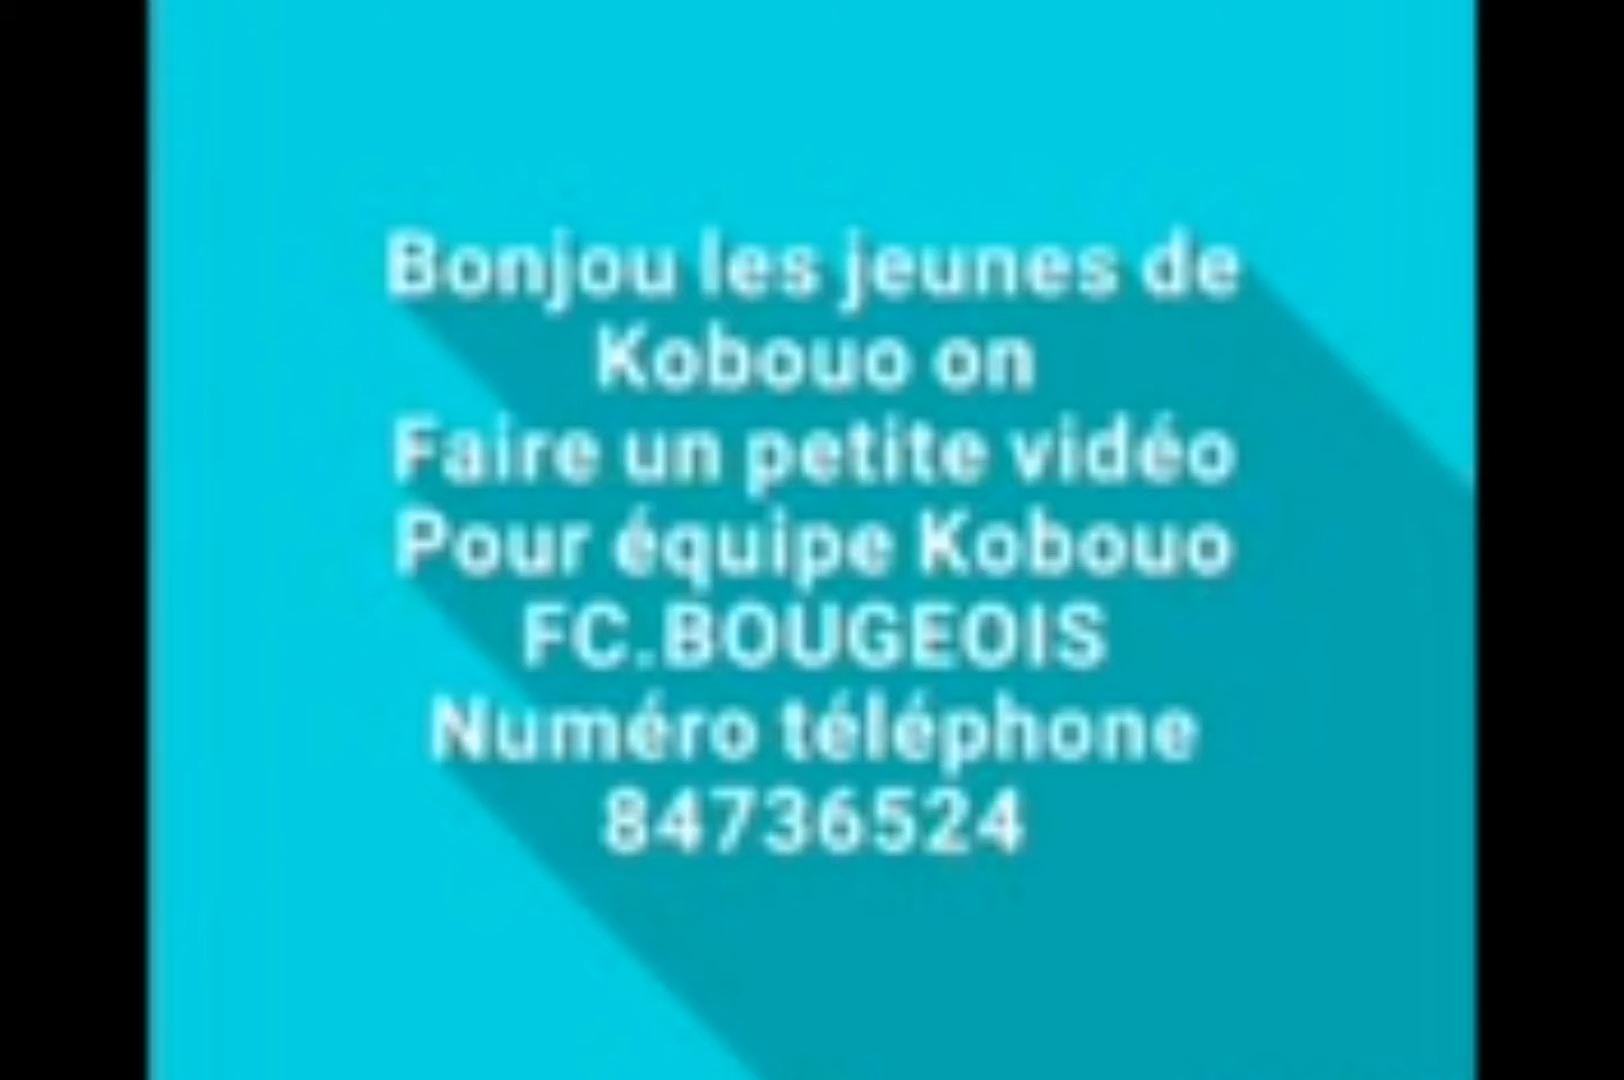 Bonjou les jeunes de
Kobouo on
Faire un petite vidéo
Pour équipe Kobouo
FC.BOUGEOIS
Numéro téléphone
84736524